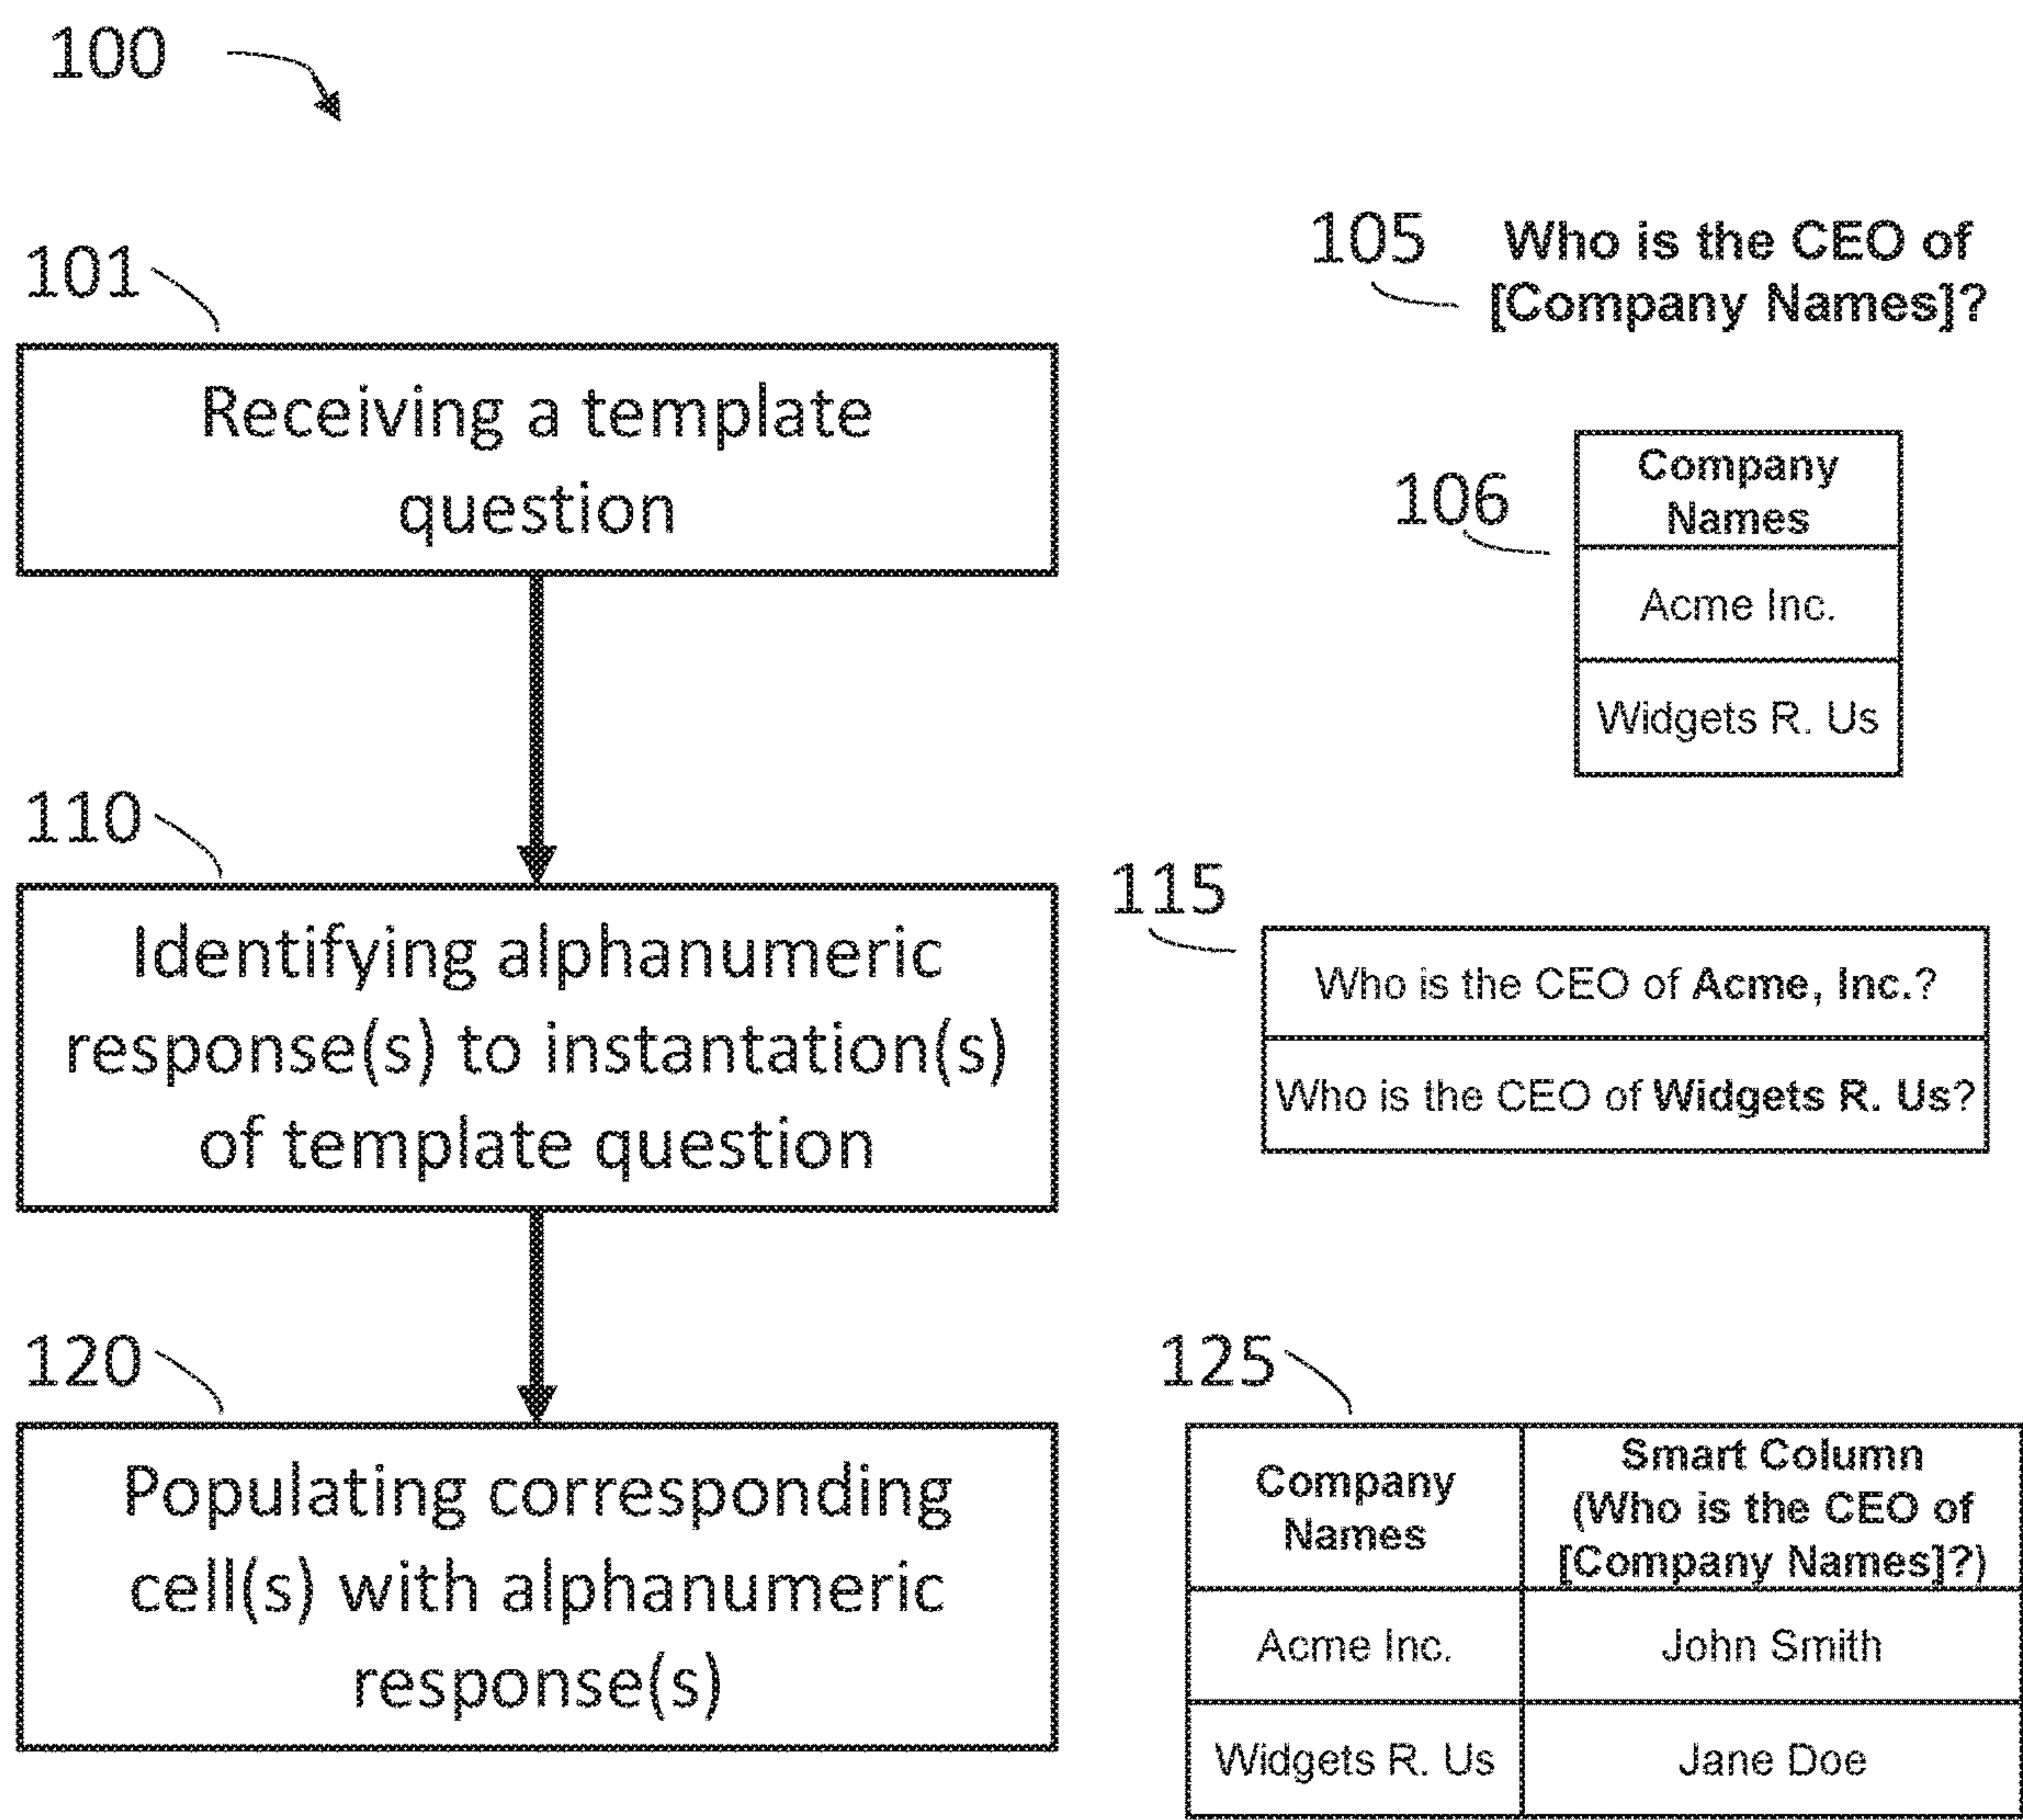 100
101
Receiving a template
question
105
Who is the CEO of
[Company Names]?
106
Company
Names
Acme Inc.
Widgets R. Us
110
Identifying alphanumeric
response(s) to instantation(s)
of template question
115
Who is the CEO of Acme, Inc.?
Who is the CEO of Widgets R. Us?
120
Populating corresponding
cell(s) with alphanumeric
response(s)
125
Company
Names
Smart Column
(Who is the CEO of
[Company Names]?)
Acme Inc.
John Smith
Widgets R. Us
Jane Doe